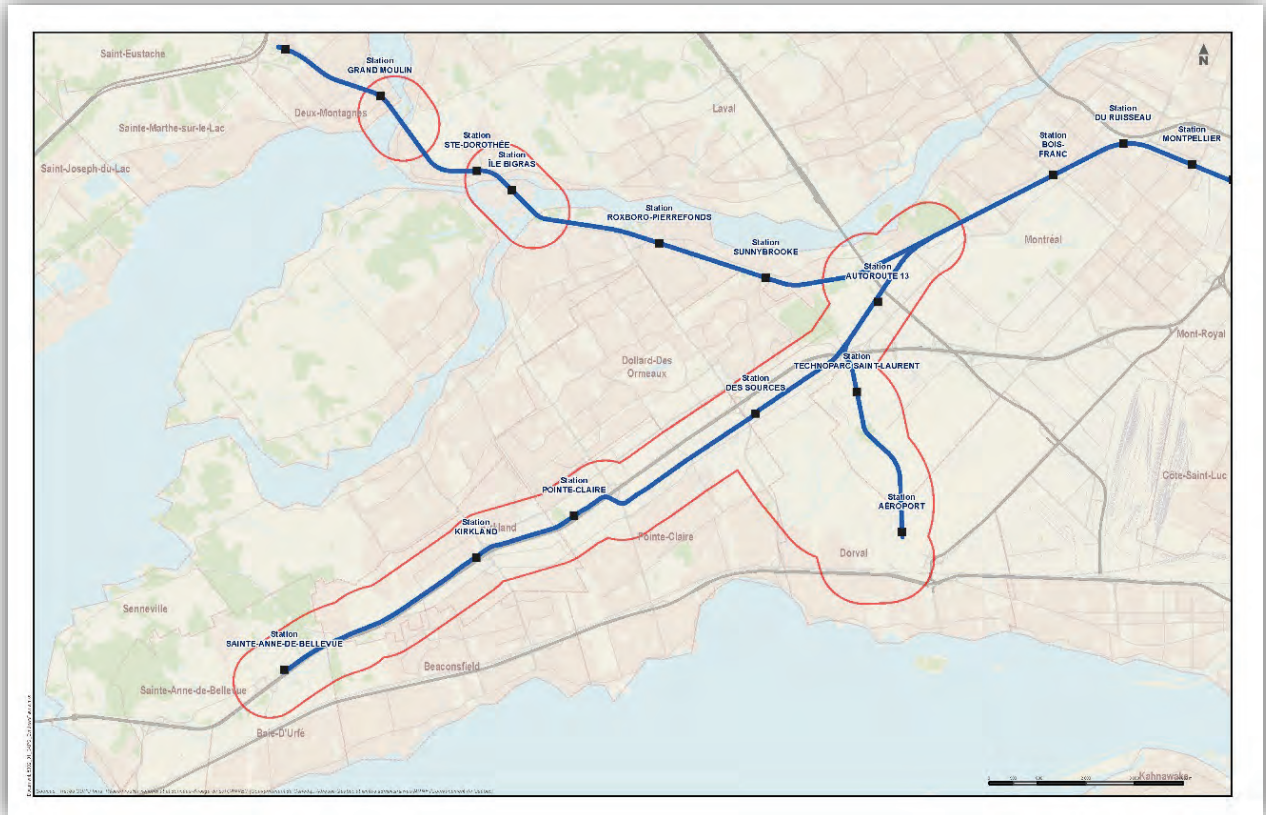 Saint-Eustache
Station
GRAND MOULIN
N
Laval
Station
DU RUISSEAU
Deux-Montagnes
Sainte-Marthe-sur-le-Lac
Station
STE-DOROTHÉE
Station
MONTPELLIER
Station
BOIS-
FRANC
Station
ÎLE BIGRAS
Saint-Joseph-du-Lac
Station
ROXBORO-PIERREFONDS
Station
SUNNYBROOKE
Montréal
Station
AUTOROUTE 13
Mont-Royal
Dollard-Des
Ormeaux
Station
TECHNOPARC SAINT-LAURENT
Station
DES SOURCES
Côte-Saint-Luc
Station
POINTE-CLAIRE
Station
AÉROPORT
Station
KIRKLAND
Pointe-Claire
Dorval
Senneville
Station
SAINTE-ANNE-DE-BELLEVUE
Beaconsfield
Sainte-Anne-de-Bellevue
Baie-D'Urfé
Kahnawake